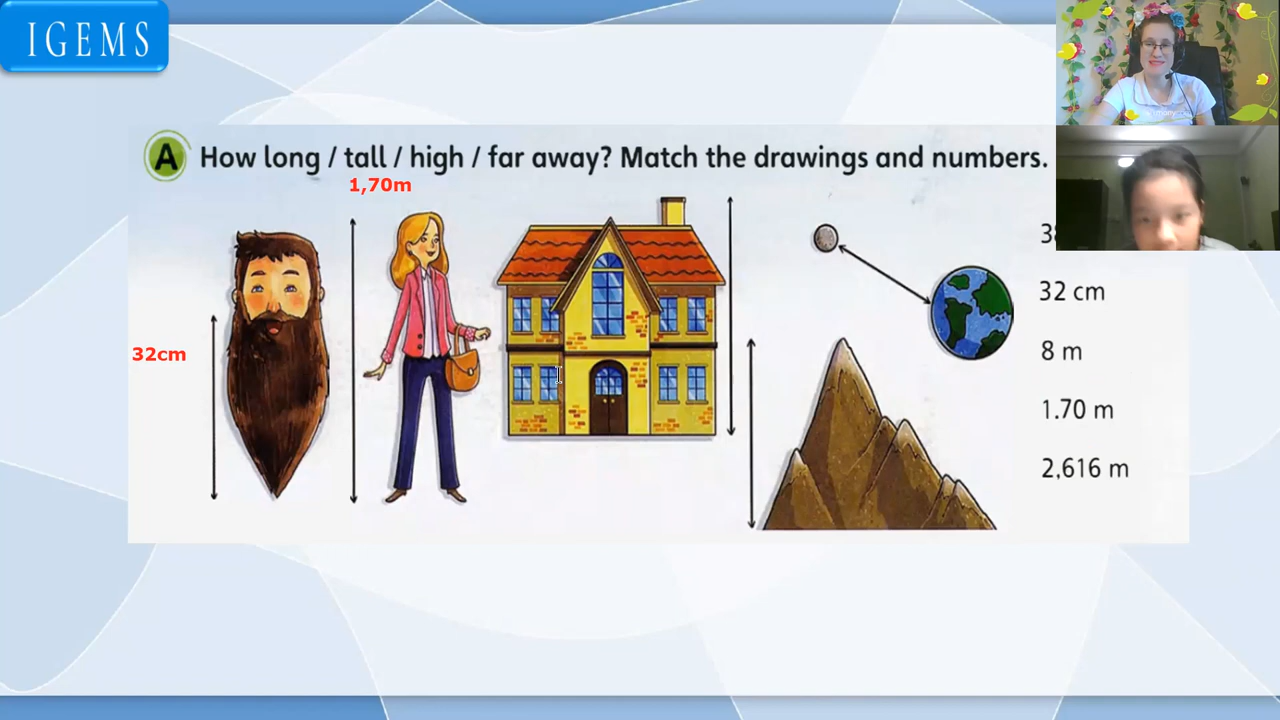 IGEMS
A How long / tall / high / far away? Match the drawings and numbers.
1,70m
32cm
32 cm
8 m
1.70 m
2,616 m